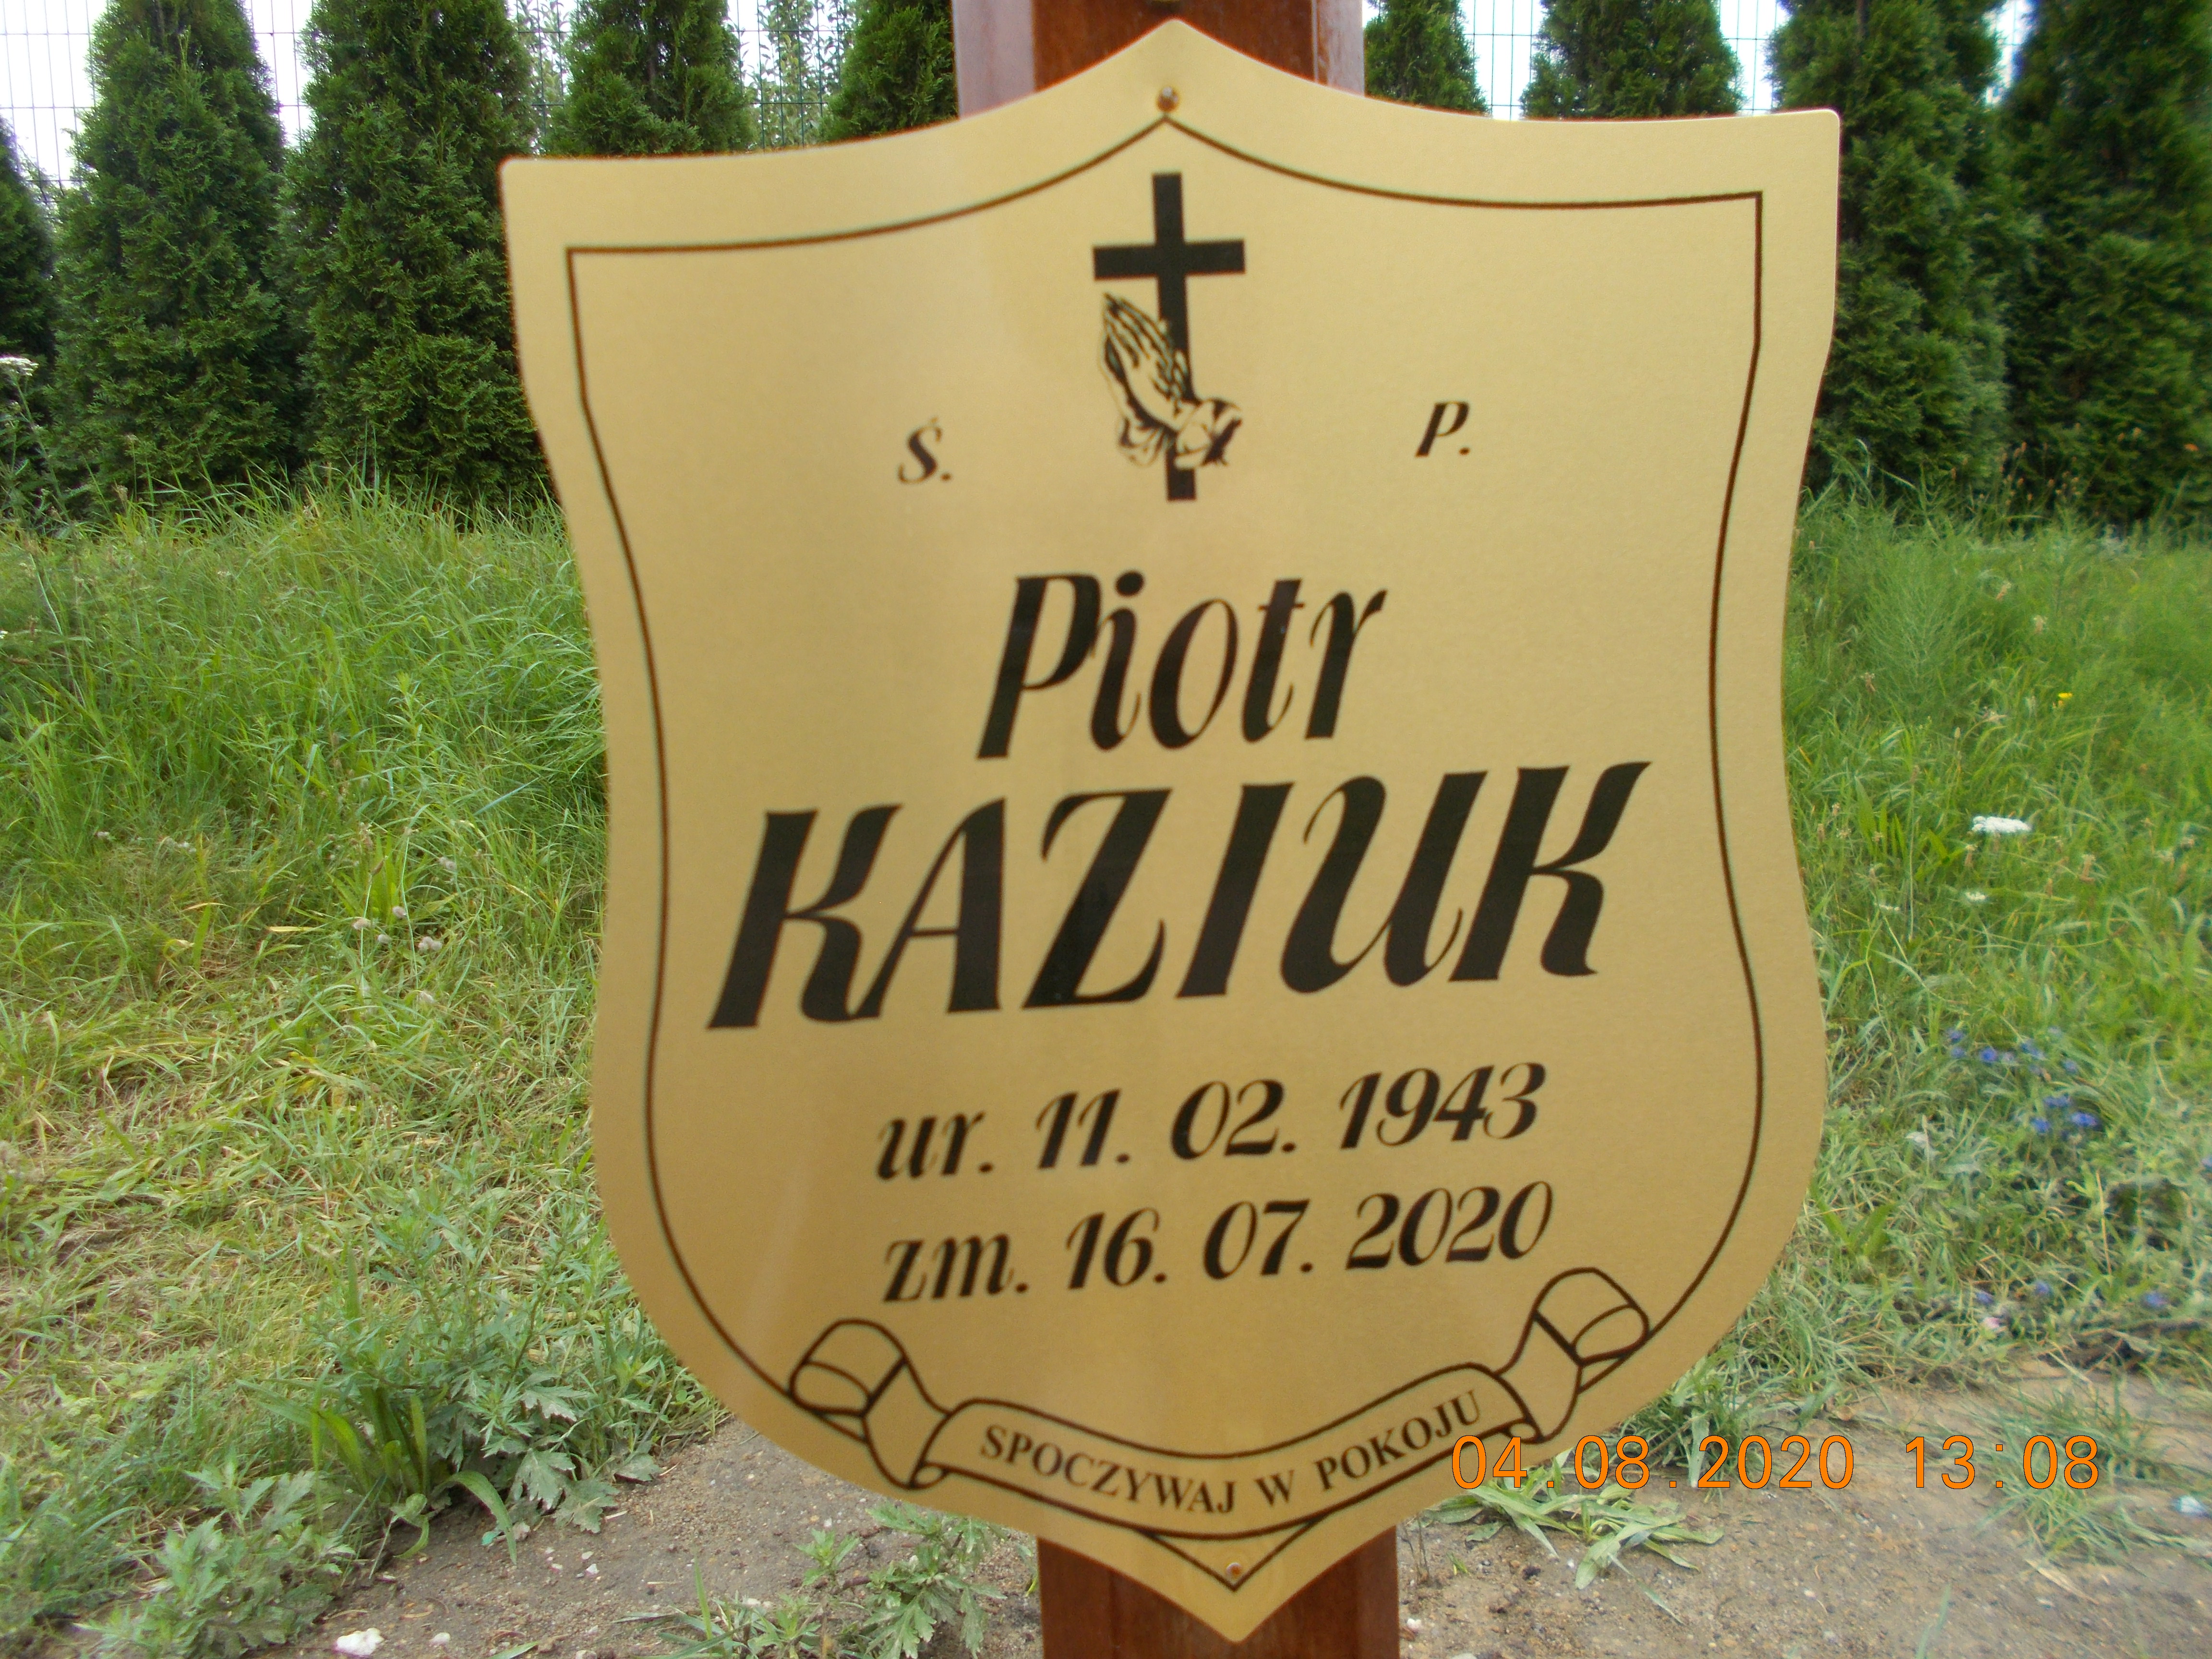 Ś. P.
Piotr
KAZIUK
ur. 11. 02. 1943
zm. 16. 07. 2020
SPOCZYWAJ W POKOJU
04.08.2020 13:08